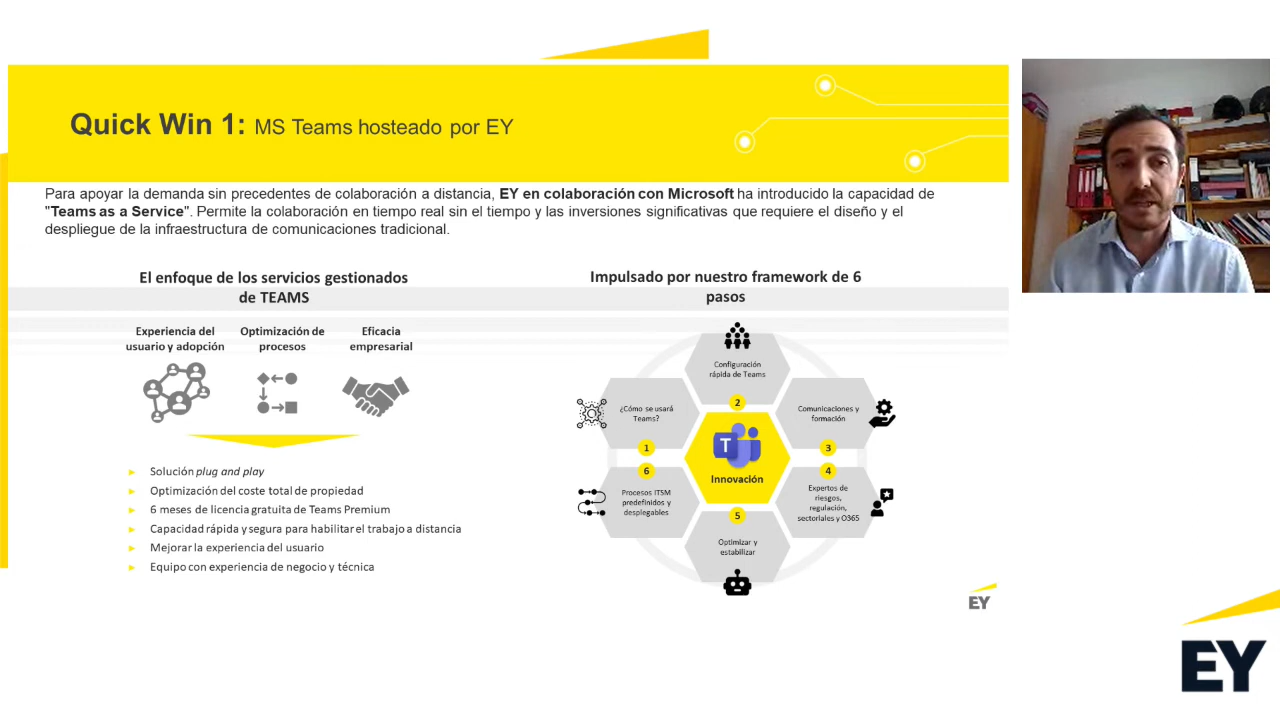 Quick Win 1: MS Teams hosteado por EY
Para apoyar la demanda sin precedentes de colaboración a distancia, EY en colaboración con Microsoft ha introducido la capacidad de
"Teams as a Service". Permite la colaboración en tiempo real sin el tiempo y las inversiones significativas que requiere el diseño y el
despliegue de la infraestructura de comunicaciones tradicional.
El enfoque de los servicios gestionados
de TEAMS
Experiencia del
usuario y adopción
Optimización de
procesos
Eficacia
empresarial
► Solución plug and play
► Optimización del coste total de propiedad
► 6 meses de licencia gratuita de Teams Premium
► Capacidad rápida y segura para habilitar el trabajo a distancia
► Mejorar la experiencia del usuario
► Equipo con experiencia de negocio y técnica
Impulsado por nuestro framework de 6
pasos
¿Cómo se usará
Teams?
1
Configuración
rápida de Teams
2
Comunicaciones y
formación
3
4
Expertos de
riesgos,
regulación,
sectoriales y O365
5
Optimizar y
estabilizar
6
Procesos ITSM
predefinidos y
desplegables
T
Innovación
EY
EY